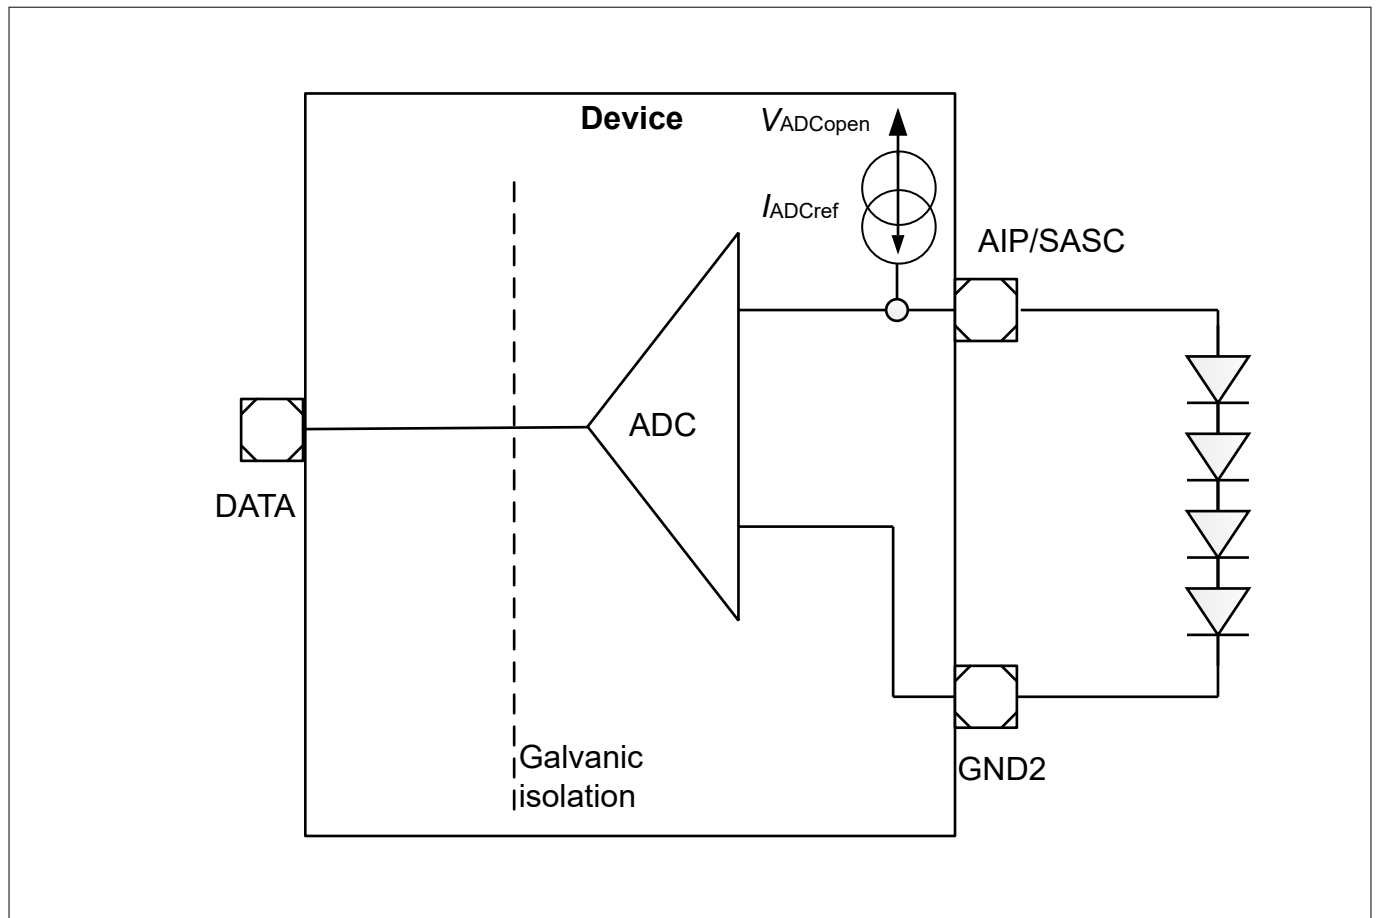 Device
VADCopen
IADCref
AIP/SASC
ADC
DATA
Galvanic
isolation
GND2